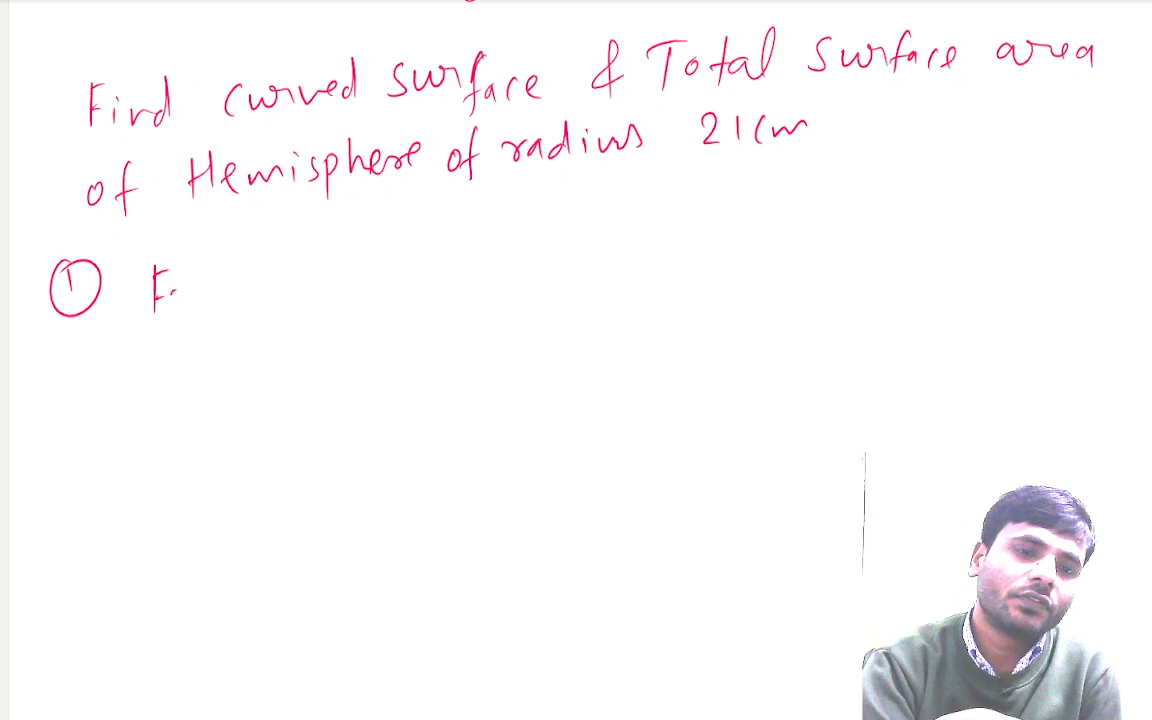 Find curved surface & Total surface area
of Hemisphere of radius 21cm
① F